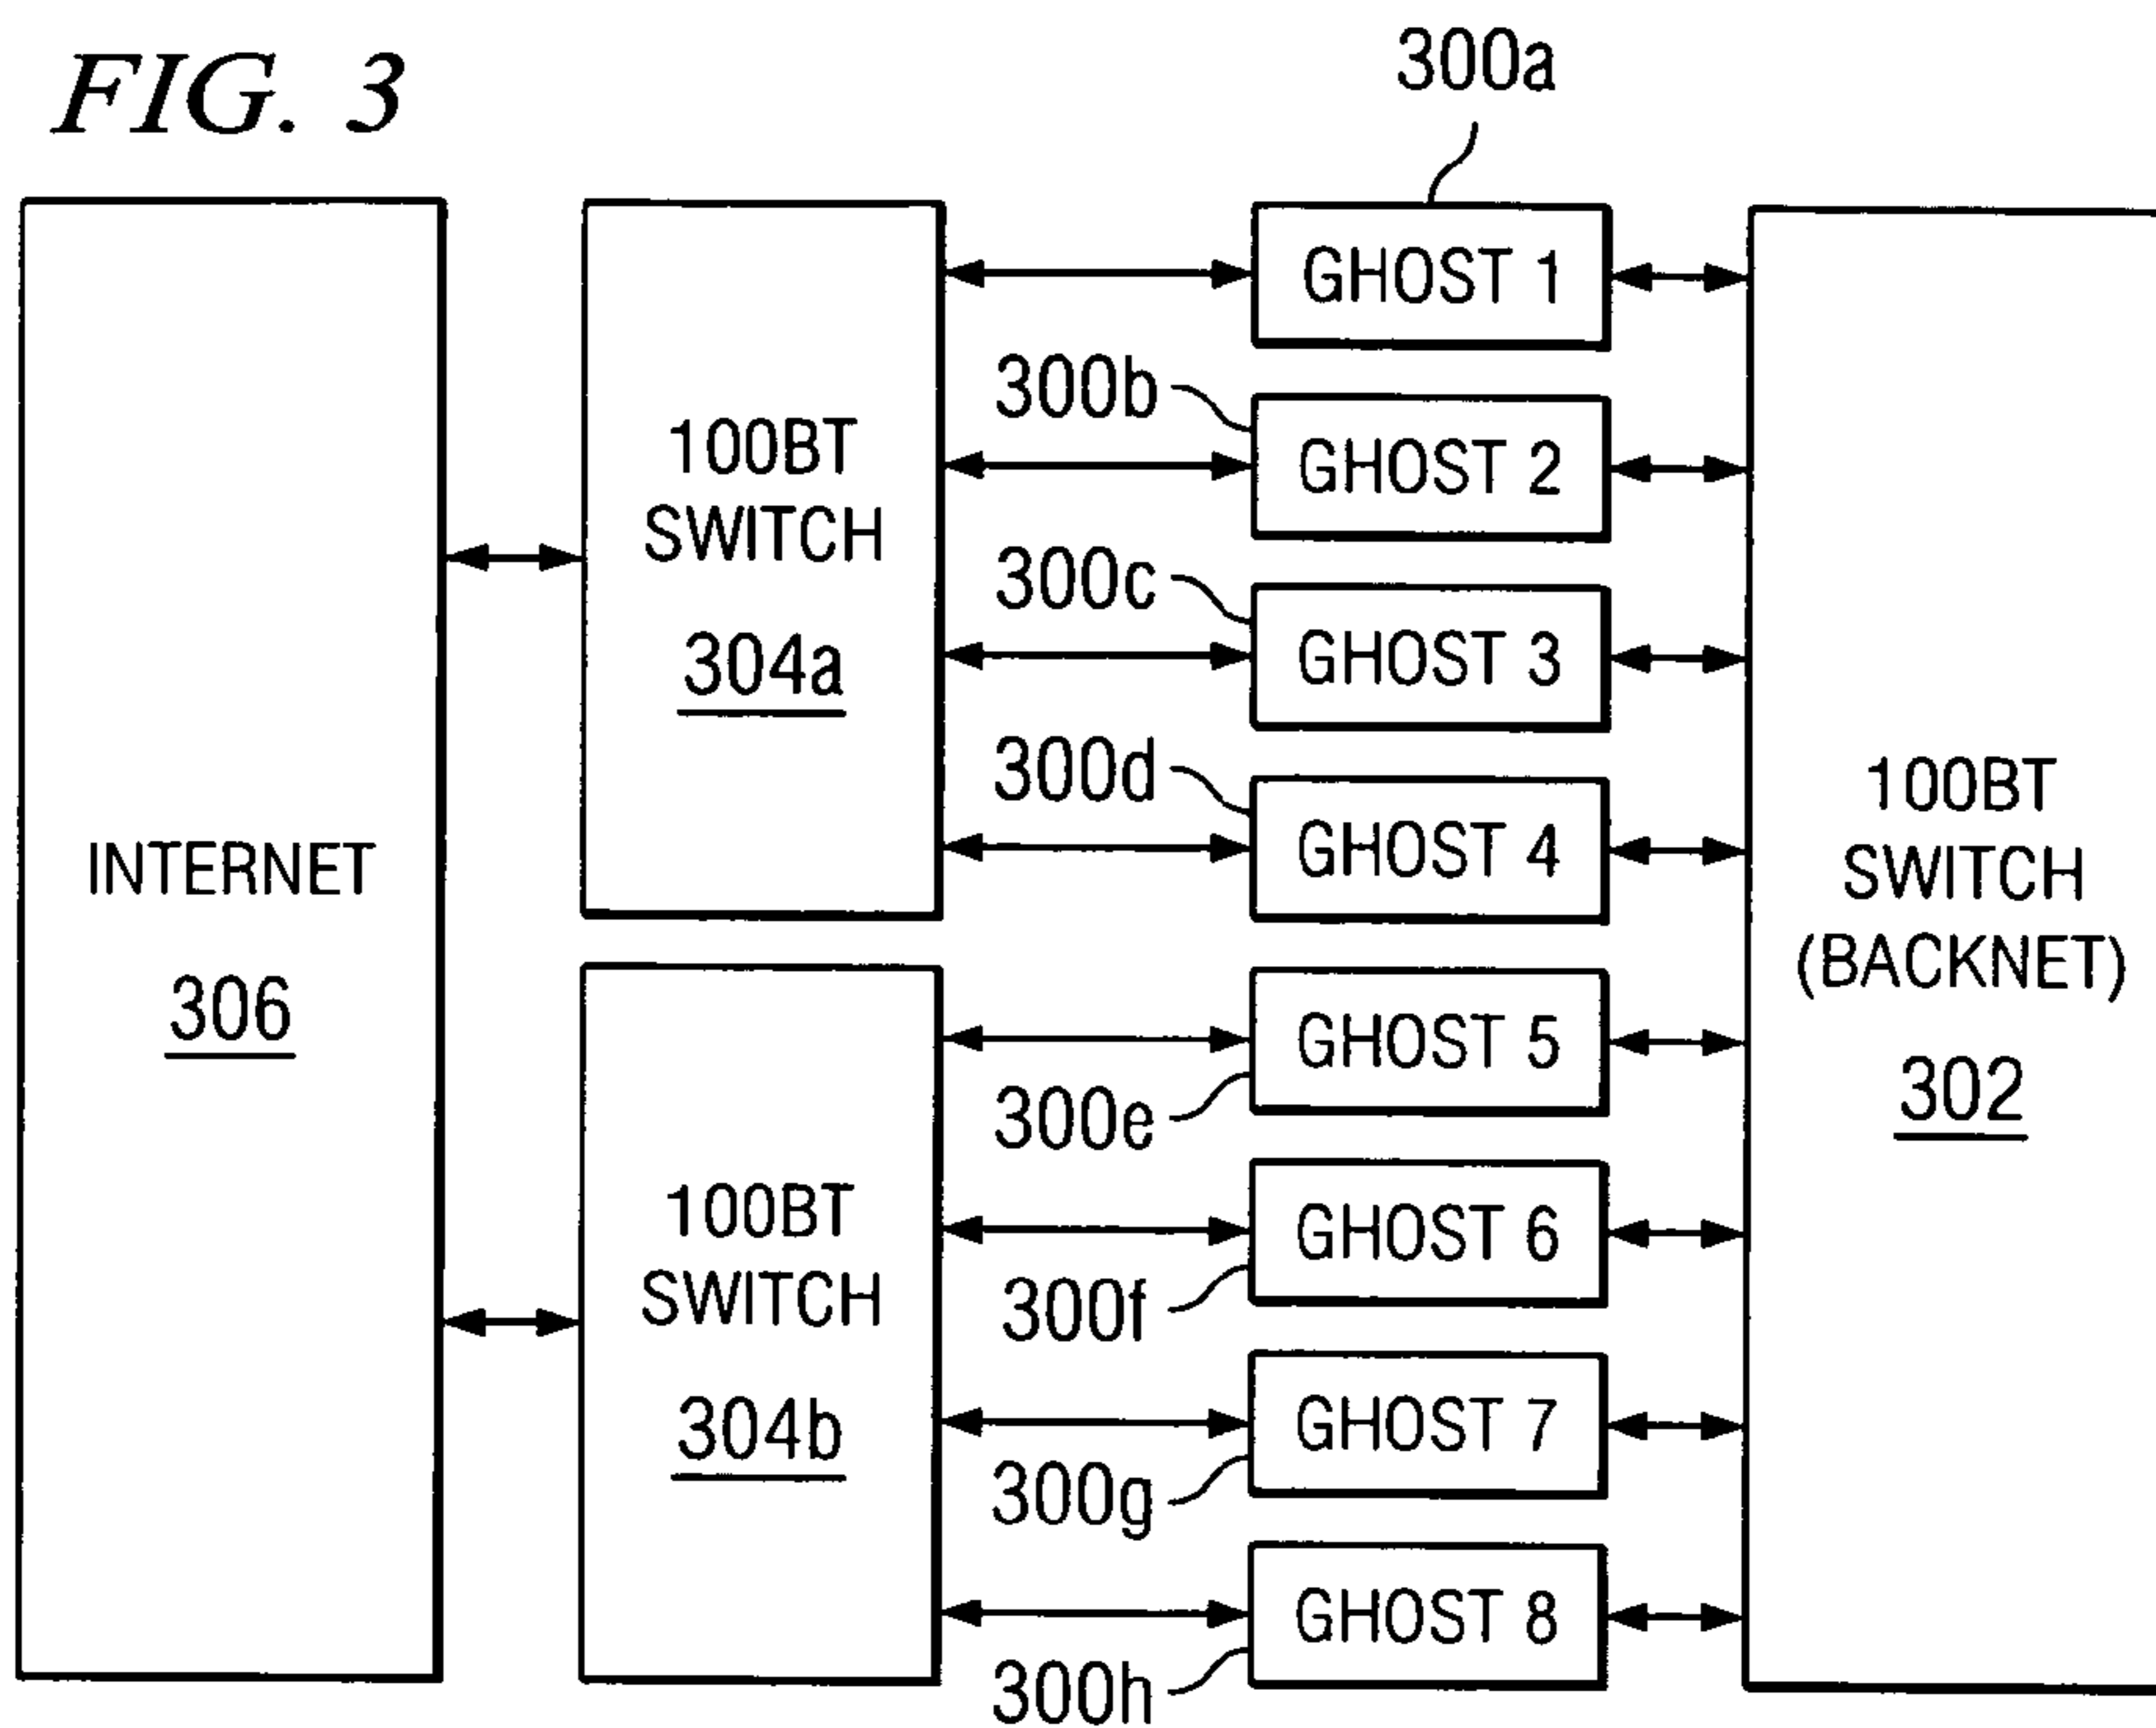 FIG. 3
300a
INTERNET
306
100BT
SWITCH
304a
100BT
SWITCH
304b
GHOST 1
300b
GHOST 2
300c
GHOST 3
300d
GHOST 4
GHOST 5
300e
GHOST 6
300f
GHOST 7
300g
GHOST 8
300h
100BT
SWITCH
(BACKNET)
302